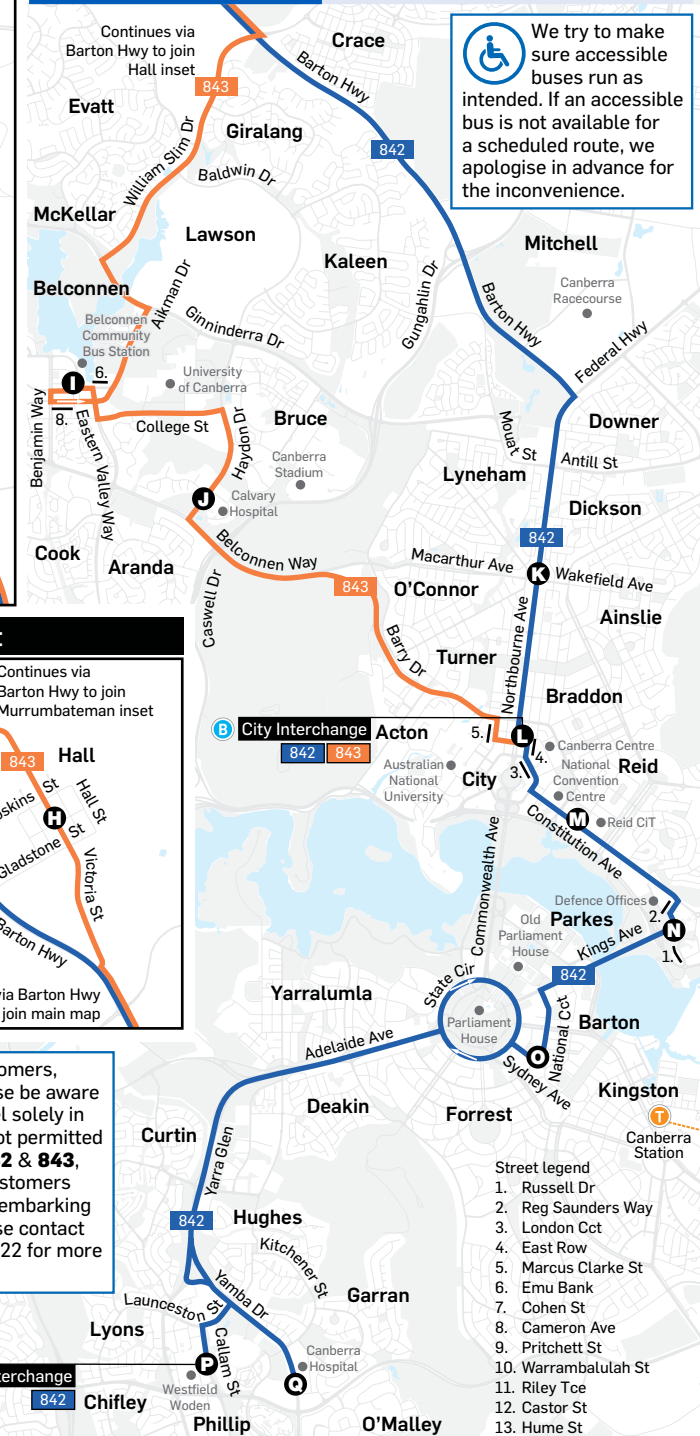 Continues via
Barton Hwy to join
Hall inset
Crace
We try to make
sure accessible
buses run as
intended. If an accessible
bus is not available for
a scheduled route, we
apologise in advance for
the inconvenience.
843
Evatt
Barton Hwy
Giralang
842
William Slim Dr
Baldwin Dr
McKellar
Lawson
Mitchell
Kaleen
Belconnen
Aikman Dr
Gungahlin Dr
Canberra
Racecourse
Barton Hwy
Ginninderra Dr
Federal Hwy
Belconnen
Community
Bus Station
I
6.
University
of Canberra
Benjamin Way
8.
Eastern Valley Way
College St
Haydon Dr
Bruce
Mouat St
Downer
Canberra
Stadium
Antill St
Lyneham
J
Calvary
Hospital
Dickson
842
Cook
Aranda
Belconnen Way
Macarthur Ave
K
Wakefield Ave
Caswell Dr
843
O'Connor
Ainslie
Northbourne Ave
Barry Dr
Turner
Braddon
B
City Interchange
842
843
Acton
5.
L
4.
Canberra Centre
Australian
National
University
City
3.
National
Convention
Centre
Reid
M
Reid CiT
Constitution Ave
Commonwealth Ave
Defence Offices
2.
N
1.
Parkes
Old
Parliament
House
Kings Ave
842
Continues via
Barton Hwy to join
Murrumbateman inset
843
Hall
skins St
Hall St
H
Gladstone St
Victoria St
Barton Hwy
via Barton Hwy
join main map
Yarralumla
State Cir
Parliament
House
National Cct
Barton
O
Adelaide Ave
Sydney Ave
Kingston
T
Canberra
Station
Deakin
Forrest
omers,
se be aware
el solely in
ot permitted
2 & 843,
stomers
embarking
se contact
22 for more
Curtin
Yarra Glen
842
Hughes
Kitchener St
Yamba Dr
Garran
Launceston St
Lyons
Callam St
P
Canberra
Hospital
Q
terchange
842
Westfield
Woden
Chifley
Phillip
O'Malley
Street legend
1. Russell Dr
2. Reg Saunders Way
3. London Cct
4. East Row
5. Marcus Clarke St
6. Emu Bank
7. Cohen St
8. Cameron Ave
9. Pritchett St
10. Warrambalulah St
11. Riley Tce
12. Castor St
13. Hume St